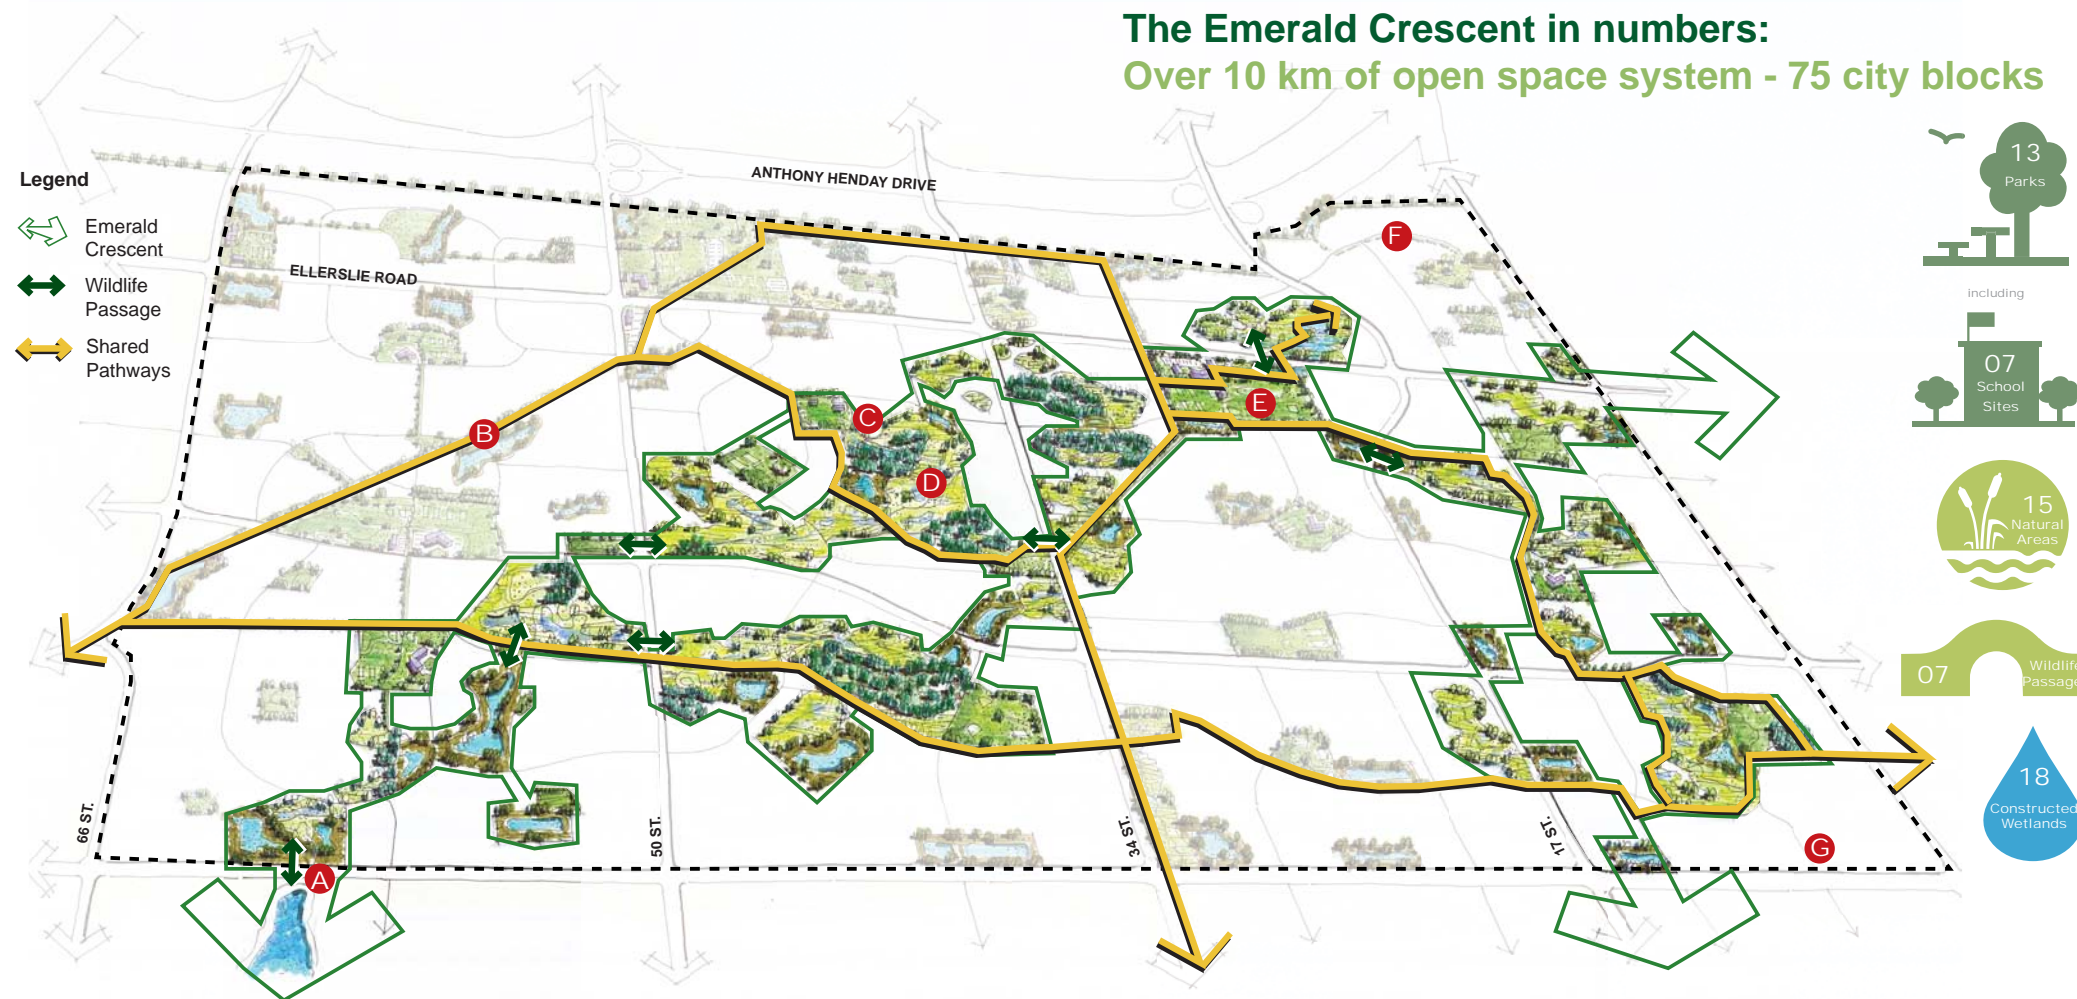 The Emerald Crescent in numbers:
Over 10 km of open space system - 75 city blocks
Legend
Emerald
Crescent
Wildlife
Passage
Shared
Pathways
ANTHONY HENDAY DRIVE
ELLERSLIE ROAD
66 ST.
50 ST.
34 ST.
17 ST.
A
B
C
D
E
F
G
13
Parks
including
07
School
Sites
15
Natural
Areas
07
Wildlife
Passage
18
Constructed
Wetlands